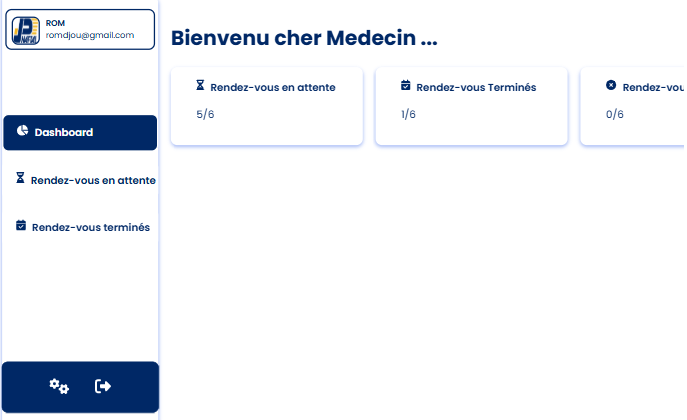 ROM
romdjou@gmail.com
Dashboard
Rendez-vous en attente
Rendez-vous terminés
Bienvenu cher Medecin ...
Rendez-vous en attente
5/6
Rendez-vous Terminés
1/6
Rendez-vou
0/6